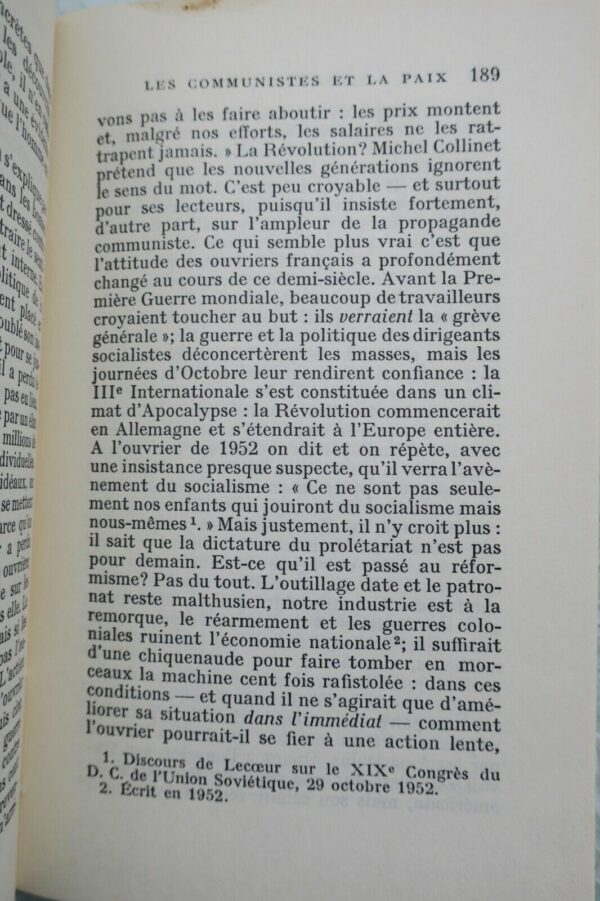 LES COMMUNISTES ET LA PAIX 189
vons pas à les faire aboutir : les prix montent
et, malgré nos efforts, les salaires ne les rat-
trapent jamais. » La Révolution? Michel Collinet
prétend que les nouvelles générations ignorent
le sens du mot. C'est peu croyable — et surtout
pour ses lecteurs, puisqu'il insiste fortement,
d'autre part, sur l'ampleur de la propagande
communiste. Ce qui semble plus vrai c'est que
l'attitude des ouvriers français a profondément
changé au cours de ce demi-siècle. Avant la Pre-
mière Guerre mondiale, beaucoup de travailleurs
croyaient toucher au but : ils verraient la « grève
générale »; la guerre et la politique des dirigeants
socialistes déconcertèrent les masses, mais les
journées d'Octobre leur rendirent confiance : la
IIIe Internationale s'est constituée dans un cli-
mat d'Apocalypse : la Révolution commencerait
en Allemagne et s'étendrait à l'Europe entière.
A l'ouvrier de 1952 on dit et on répète, avec
une insistance presque suspecte, qu'il verra l'avè-
nement du socialisme : « Ce ne sont pas seule-
ment nos enfants qui jouiront du socialisme mais
nous-mêmes 1. » Mais justement, il n'y croit plus :
il sait que la dictature du prolétariat n'est pas
pour demain. Est-ce qu'il est passé au réfor-
misme? Pas du tout. L'outillage date et le patro-
nat reste malthusien, notre industrie est à la
remorque, le réarmement et les guerres colo-
niales ruinent l'économie nationale 2; il suffirait
d'une chiquenaude pour faire tomber en mor-
ceaux la machine cent fois rafistolée : dans ces
conditions — et quand il ne s'agirait que d'amé-
liorer sa situation dans l'immédiat — comment
l'ouvrier pourrait-il se fier à une action lente,
1. Discours de Lecœur sur le XIXe Congrès du
D. C. de l'Union Soviétique, 29 octobre 1952.
2. Écrit en 1952.